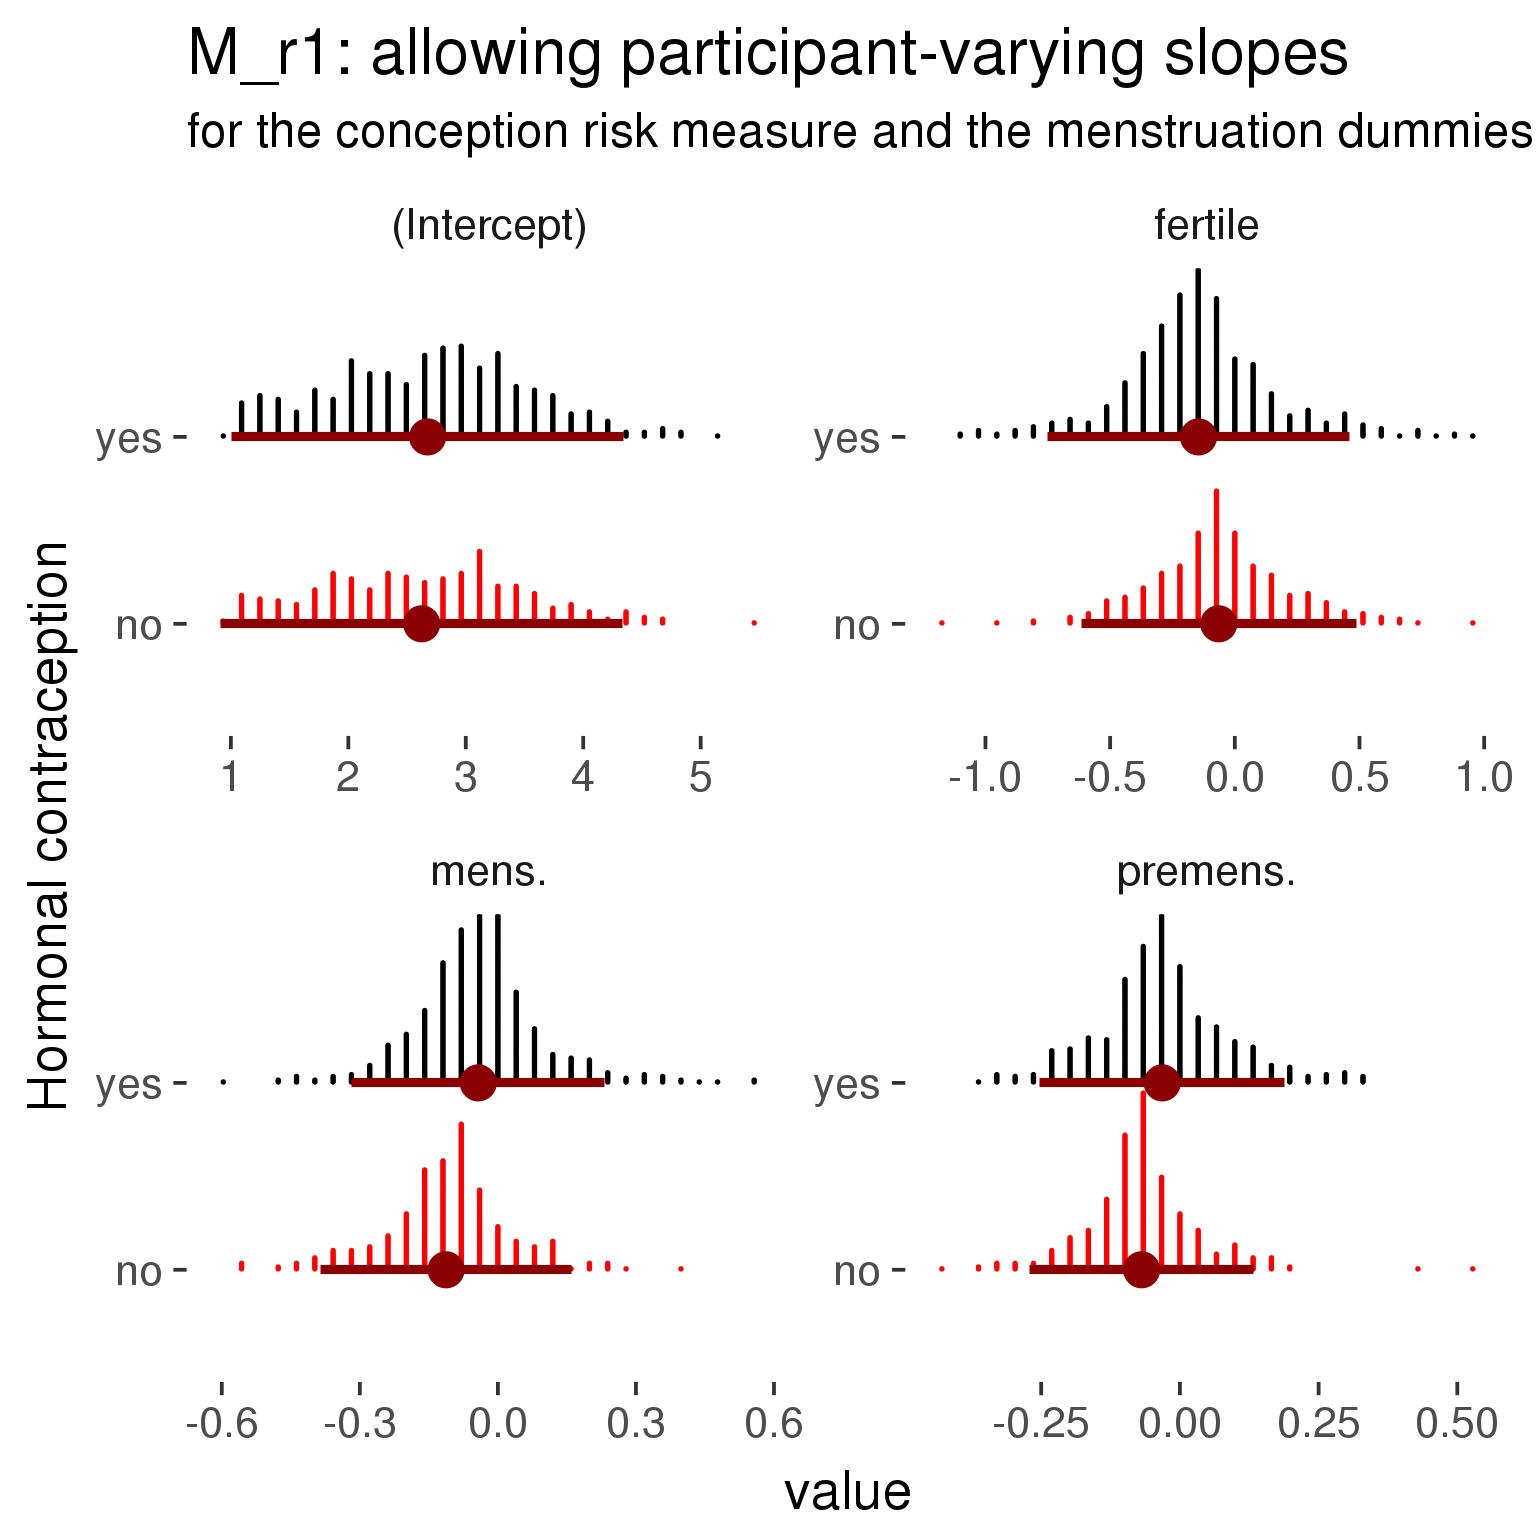 M_r1: allowing participant-varying slopes
for the conception risk measure and the menstruation dummies
(Intercept)
fertile
yes
no
yes
no
1 2 3 4 5
-1.0 -0.5 0.0 0.5 1.0
Hormonal contraception
mens.
premens.
yes
no
yes
no
-0.6 -0.3 0.0 0.3 0.6
-0.25 0.00 0.25 0.50
value